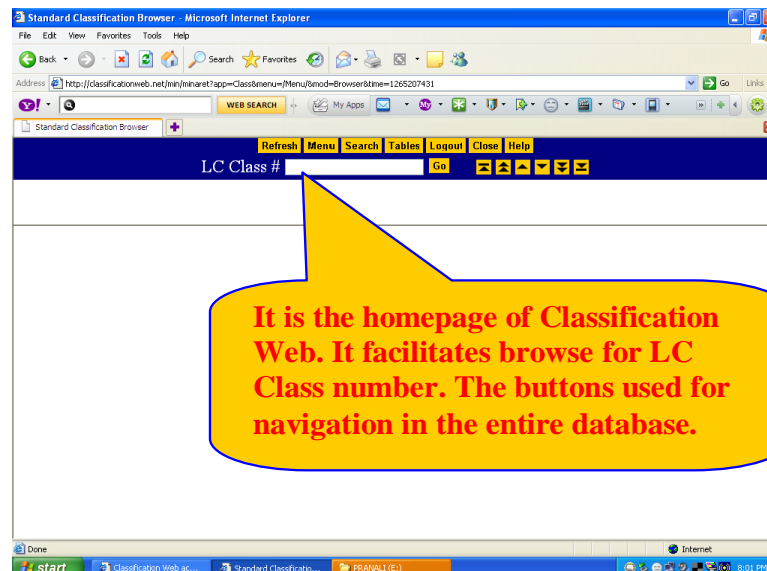 Standard Classification Browser - Microsoft Internet Explorer
File Edit View Favorites Tools Help
Back Search Favorites
Address http://classificationweb.net/min/minaret?app=Class&menu=/Menu/&mod=Browser&time=1265207431 Go Links
WEB SEARCH My Apps
Standard Classification Browser
Refresh Menu Search Tables Logout Close Help
LC Class # Go
It is the homepage of Classification
Web. It facilitates browse for LC
Class number. The buttons used for
navigation in the entire database.
Done Internet
start Classification Web ac... Standard Classificatio... PRANALI (E:) 8:01 PM